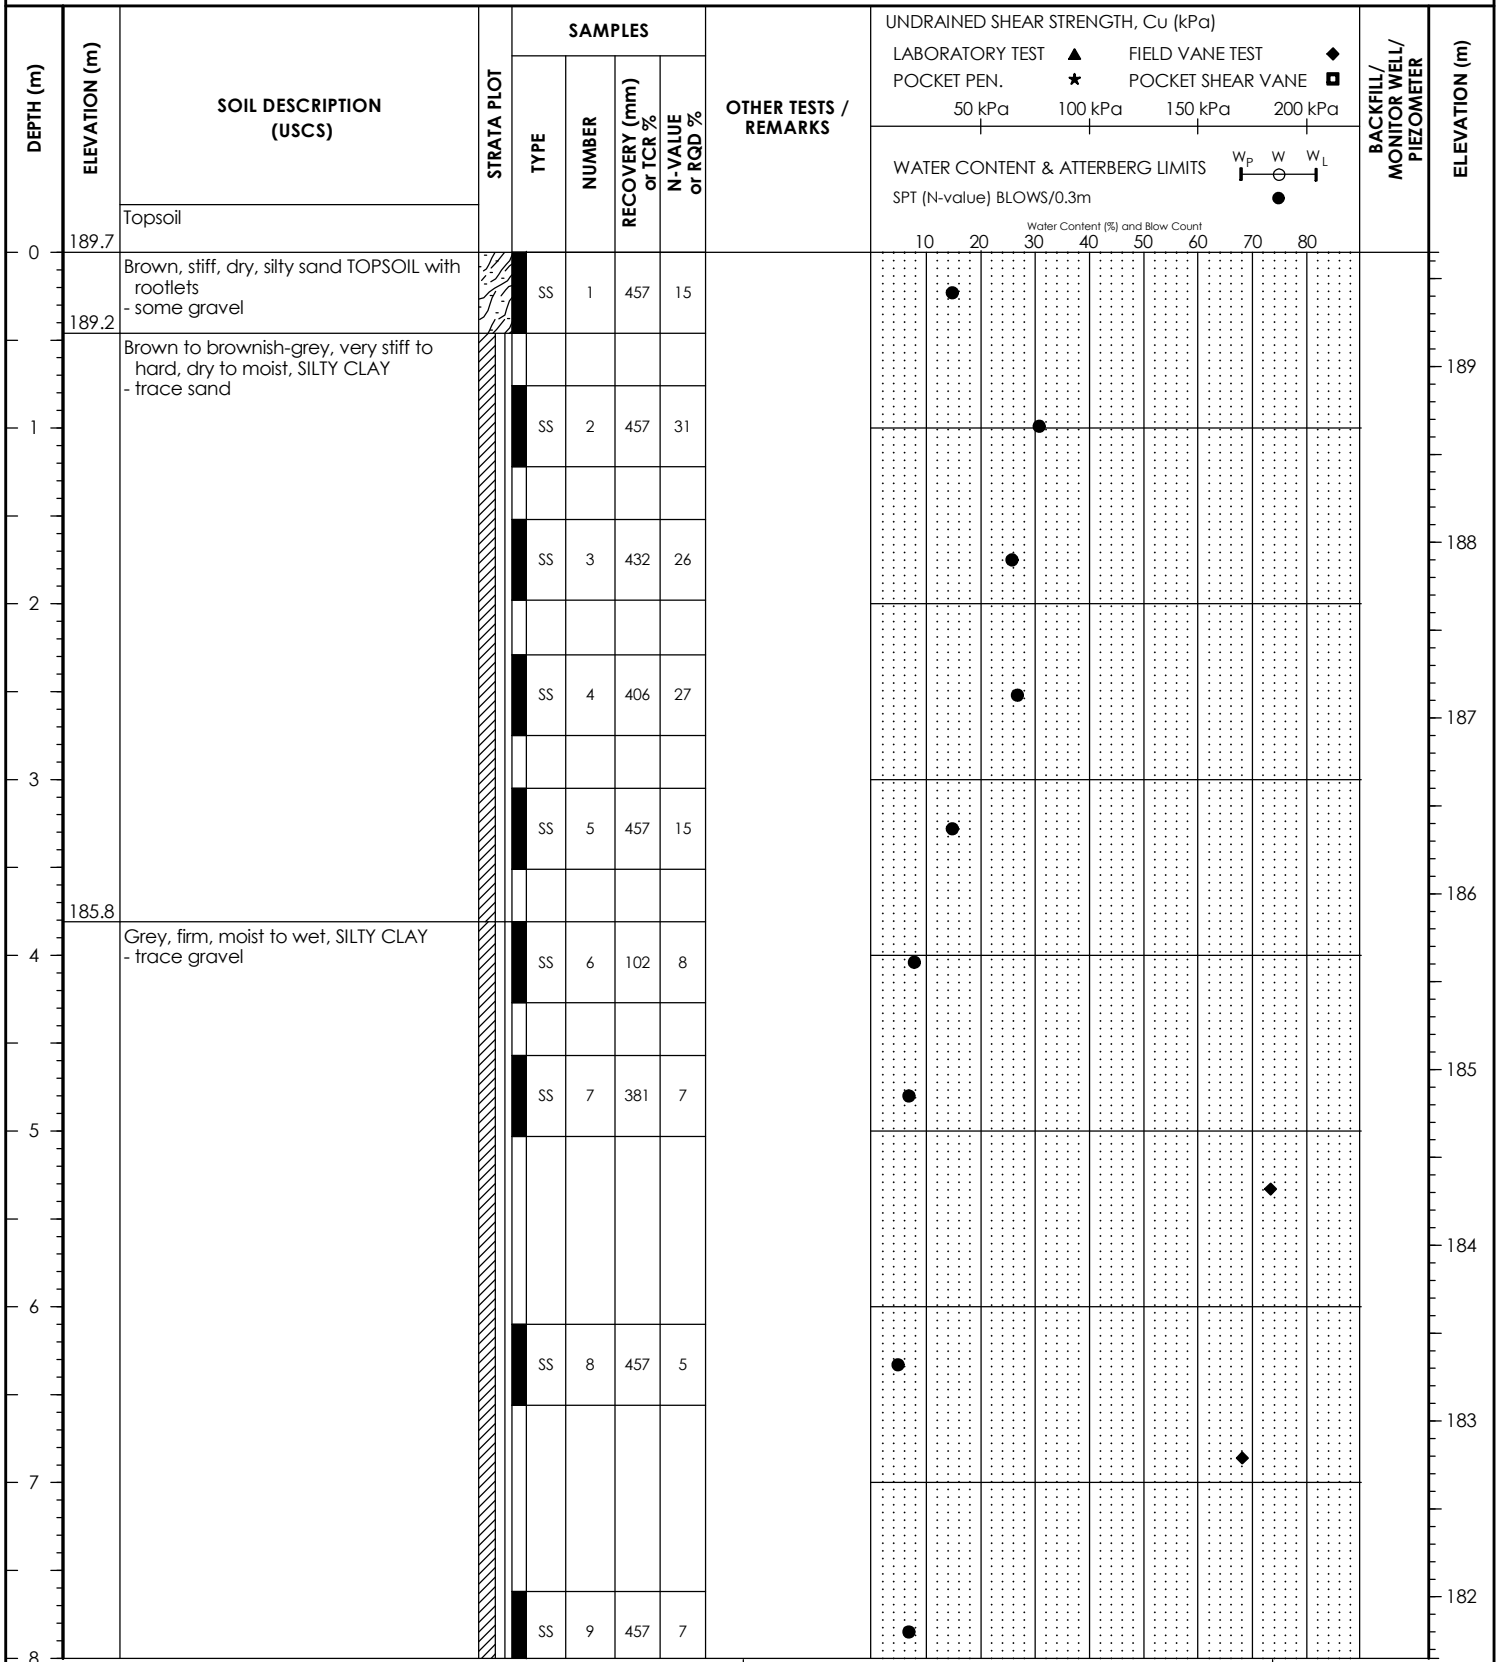 DEPTH (m)
ELEVATION (m)
SOIL DESCRIPTION
(USCS)
STRATA PLOT
SAMPLES
TYPE
NUMBER
RECOVERY (mm)
or TCR %
N-VALUE
or RQD %
OTHER TESTS /
REMARKS
UNDRAINED SHEAR STRENGTH, Cu (kPa)
LABORATORY TEST ▲ FIELD VANE TEST ◆
POCKET PEN. ★ POCKET SHEAR VANE
50 kPa 100 kPa 150 kPa 200 kPa
WATER CONTENT & ATTERBERG LIMITS
WP W WL
SPT (N-value) BLOWS/0.3m ●
Water Content (%) and Blow Count
10 20 30 40 50 60 70 80
BACKFILL/
MONITOR WELL/
PIEZOMETER
ELEVATION (m)
Topsoil
0 189.7
Brown, stiff, dry, silty sand TOPSOIL with
rootlets
- some gravel
SS 1 457 15
189.2
Brown to brownish-grey, very stiff to
hard, dry to moist, SILTY CLAY
- trace sand
189
1
SS 2 457 31
188
SS 3 432 26
2
SS 4 406 27
187
3
SS 5 457 15
186
185.8
Grey, firm, moist to wet, SILTY CLAY
- trace gravel
4
SS 6 102 8
185
SS 7 381 7
5
184
6
SS 8 457 5
183
7
182
SS 9 457 7
8